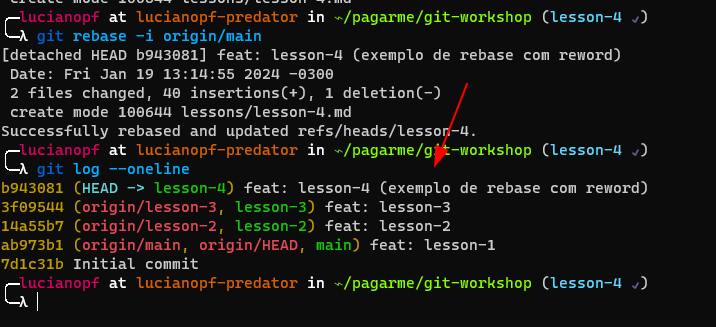 create mode 100644 lessons/lesson-4.md
╭─lucianopf at lucianopf-predator in ~/pagarme/git-workshop (lesson-4 ✓)
╰─λ git rebase -i origin/main
[detached HEAD b943081] feat: lesson-4 (exemplo de rebase com reword)
Date: Fri Jan 19 13:14:55 2024 -0300
2 files changed, 40 insertions(+), 1 deletion(-)
create mode 100644 lessons/lesson-4.md
Successfully rebased and updated refs/heads/lesson-4.
╭─lucianopf at lucianopf-predator in ~/pagarme/git-workshop (lesson-4 ✓)
╰─λ git log --oneline
b943081 (HEAD -> lesson-4) feat: lesson-4 (exemplo de rebase com reword)
3f09544 (origin/lesson-3, lesson-3) feat: lesson-3
14a55b7 (origin/lesson-2, lesson-2) feat: lesson-2
ab973b1 (origin/main, origin/HEAD, main) feat: lesson-1
7d1c31b Initial commit
╭─lucianopf at lucianopf-predator in ~/pagarme/git-workshop (lesson-4 ✓)
╰─λ